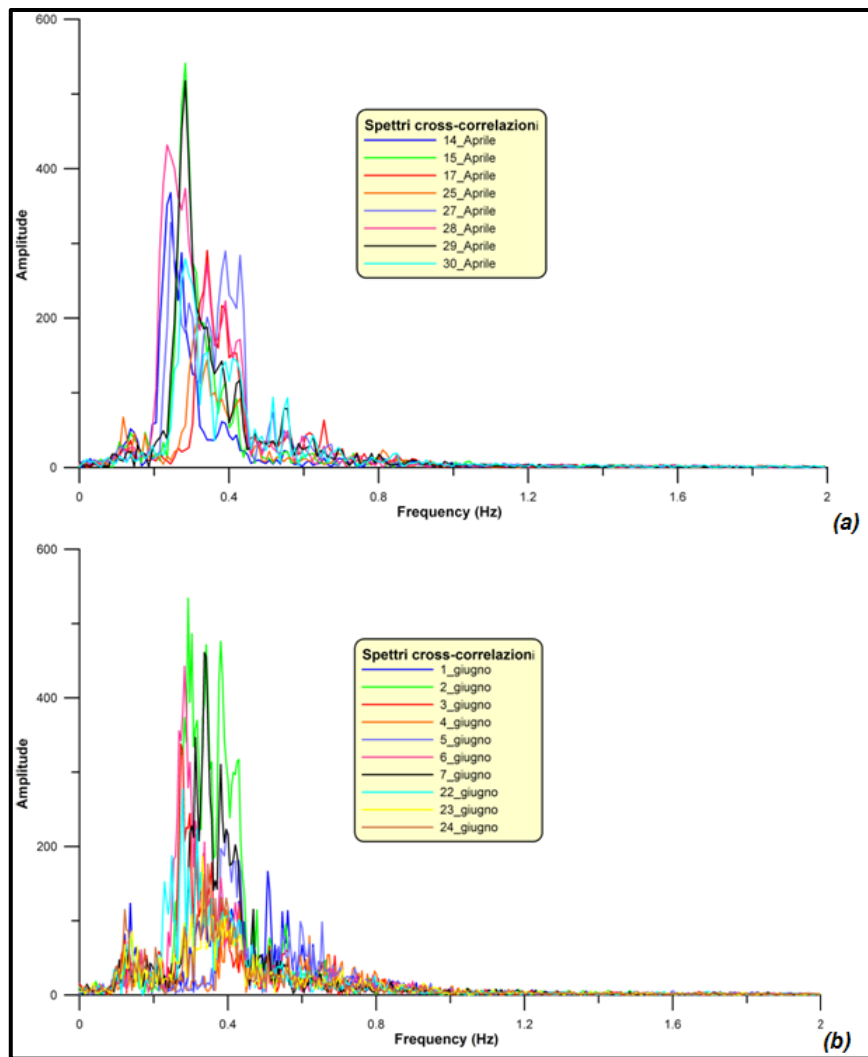 600
400
200
0
Amplitude
Spettri cross-correlazioni
14_Aprile
15_Aprile
17_Aprile
25_Aprile
27_Aprile
28_Aprile
29_Aprile
30_Aprile
0 0.4 0.8 1.2 1.6 2
Frequency (Hz)
(a)
600
400
200
0
Amplitude
Spettri cross-correlazioni
1_giugno
2_giugno
3_giugno
4_giugno
5_giugno
6_giugno
7_giugno
22_giugno
23_giugno
24_giugno
0 0.4 0.8 1.2 1.6 2
Frequency (Hz)
(b)